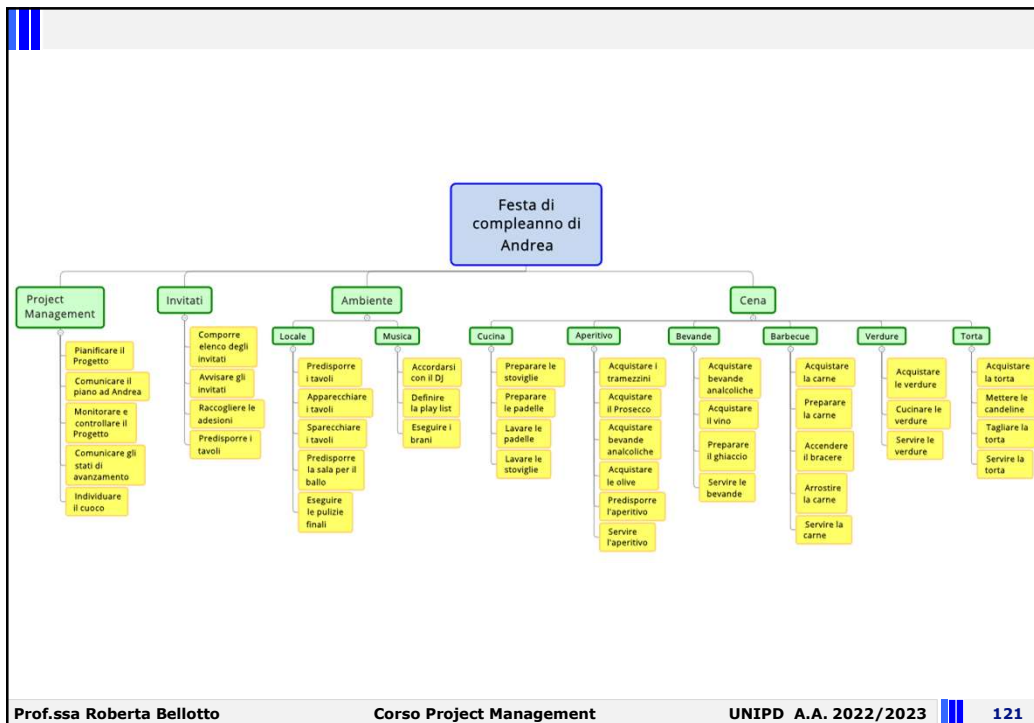 Festa di
compleanno di
Andrea
Project
Management
Pianificare il
Progetto
Comunicare il
piano ad Andrea
Monitorare e
controllare il
Progetto
Comunicare gli
stati di
avanzamento
Individuare
il cuoco
Invitati
Comporre
elenco degli
invitati
Avvisare gli
invitati
Raccogliere le
adesioni
Predisporre i
tavoli
Ambiente
Locale
Predisporre
i tavoli
Apparecchiare
i tavoli
Sparecchiare
i tavoli
Predisporre
la sala per il
ballo
Eseguire
le pulizie
finali
Musica
Accordarsi
con il DJ
Definire
la play list
Eseguire i
brani
Cena
Cucina
Preparare le
stoviglie
Preparare
le padelle
Lavare le
padelle
Lavare le
stoviglie
Aperitivo
Acquistare i
tramezzini
Acquistare
il Prosecco
Acquistare
bevande
analcoliche
Acquistare
le olive
Predisporre
l'aperitivo
Servire
l'aperitivo
Bevande
Acquistare
bevande
analcoliche
Acquistare
il vino
Preparare
il ghiaccio
Servire le
bevande
Barbecue
Acquistare
la carne
Preparare
la carne
Accendere
il bracere
Arrostire
la carne
Servire la
carne
Verdure
Acquistare
le verdure
Cucinare le
verdure
Servire le
verdure
Torta
Acquistare
la torta
Mettere le
candeline
Tagliare la
torta
Servire la
torta
Prof.ssa Roberta Bellotto
Corso Project Management
UNIPD A.A. 2022/2023
121